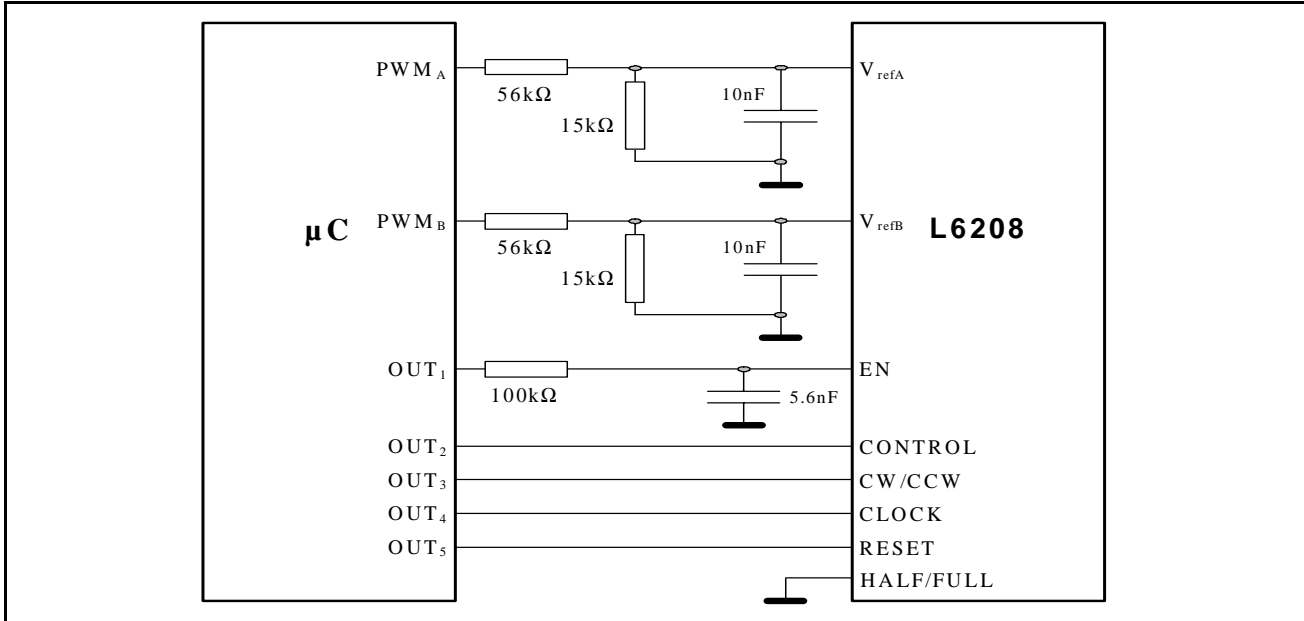 PWMA
56kΩ
15kΩ
10nF
VrefA
µC
PWMB
56kΩ
15kΩ
10nF
VrefB
L6208
OUT1
100kΩ
5.6nF
EN
OUT2
CONTROL
OUT3
CW/CCW
OUT4
CLOCK
OUT5
RESET
HALF/FULL